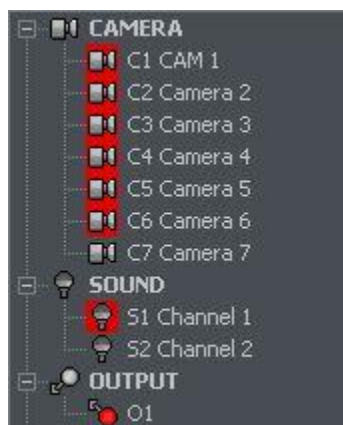 CAMERA
C1 CAM 1
C2 Camera 2
C3 Camera 3
C4 Camera 4
C5 Camera 5
C6 Camera 6
C7 Camera 7
SOUND
S1 Channel 1
S2 Channel 2
OUTPUT
O1